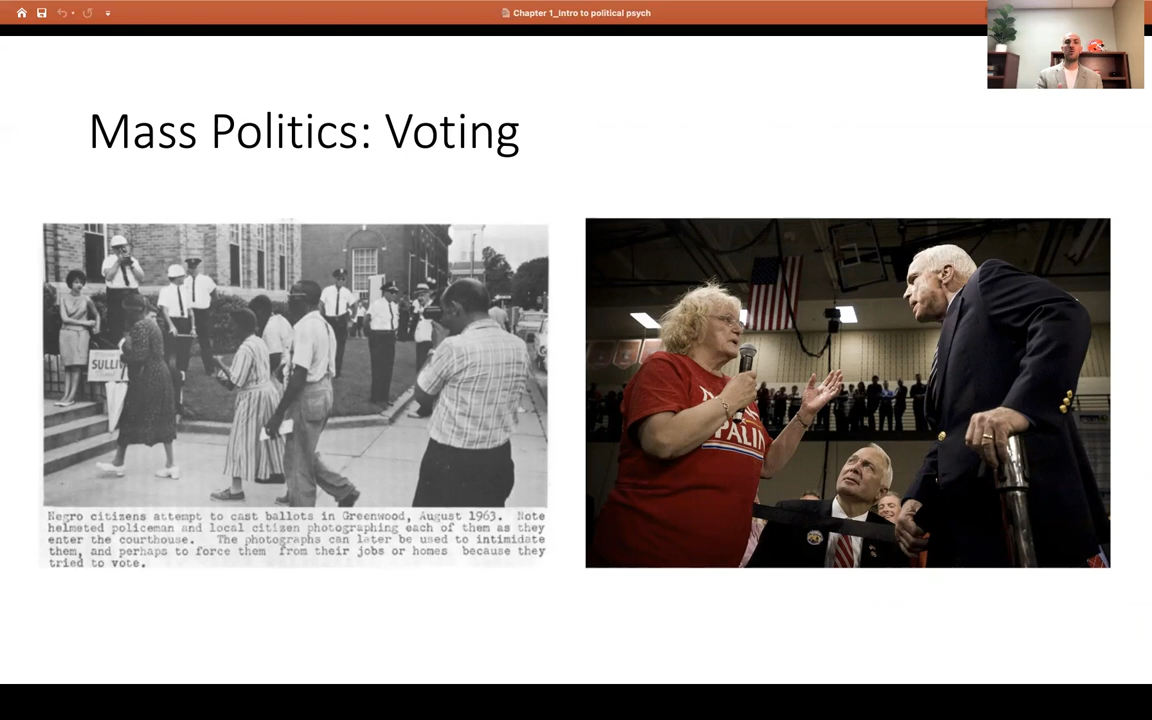 Chapter 1_Intro to political psych
Mass Politics: Voting
SULLI
Negro citizens attempt to cast ballots in Greenwood, August 1963. Note
helmeted policeman and local citizen photographing each of them as they
enter the courthouse. The photographs can later be used to intimidate
them, and perhaps to force them from their jobs or homes because they
tried to vote.
PALIN